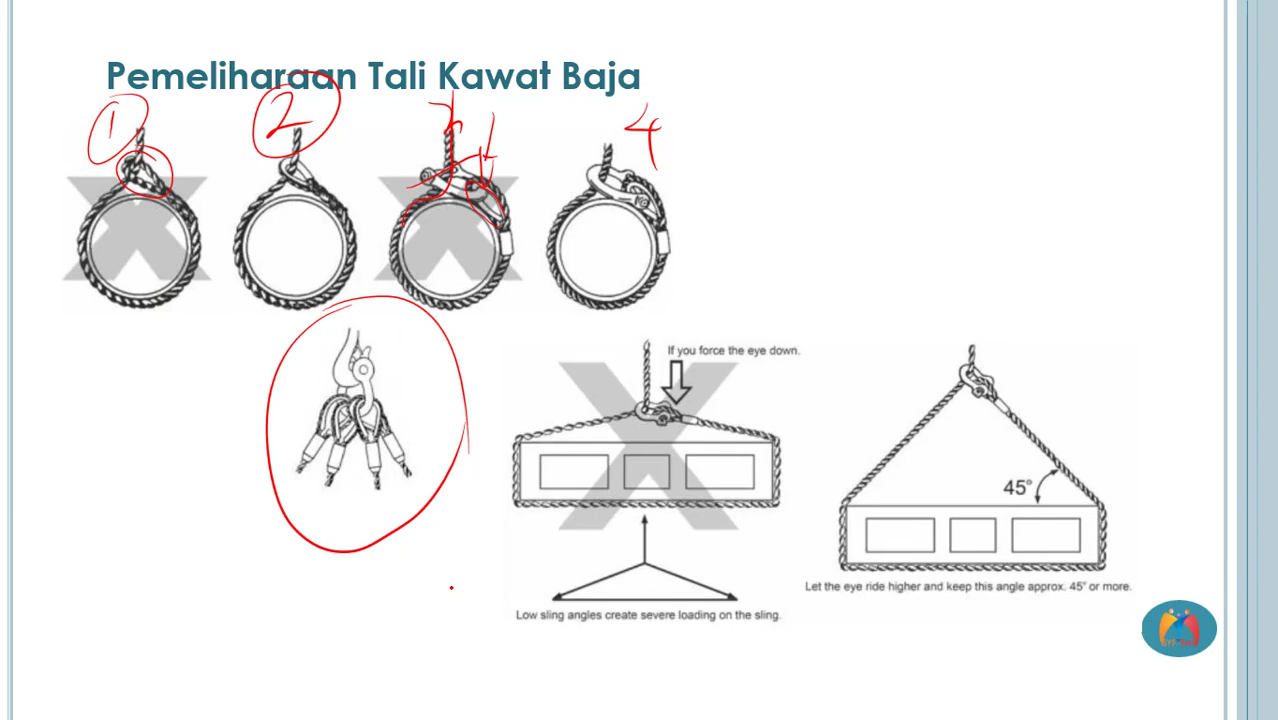 Pemeliharaan Tali Kawat Baja
1
2
3
4
If you force the eye down.
45°
Let the eye ride higher and keep this angle approx. 45° or more.
Low sling angles create severe loading on the sling.